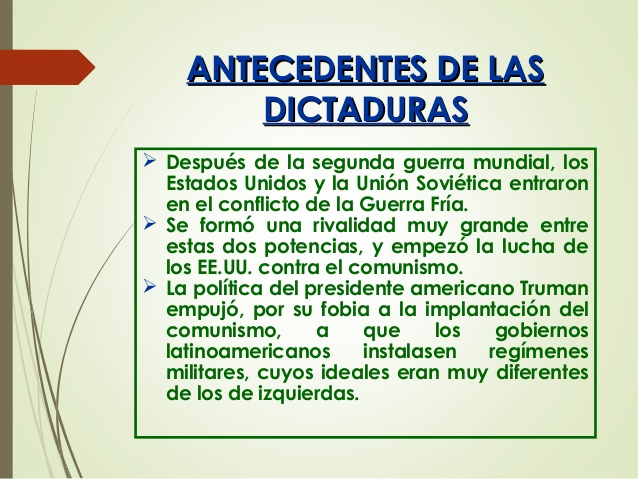 ANTECEDENTES DE LAS
DICTADURAS
➢ Después de la segunda guerra mundial, los
Estados Unidos y la Unión Soviética entraron
en el conflicto de la Guerra Fría.
➢ Se formó una rivalidad muy grande entre
estas dos potencias, y empezó la lucha de
los EE.UU. contra el comunismo.
➢ La política del presidente americano Truman
empujó, por su fobia a la implantación del
comunismo, a que los gobiernos
latinoamericanos instalasen regímenes
militares, cuyos ideales eran muy diferentes
de los de izquierdas.